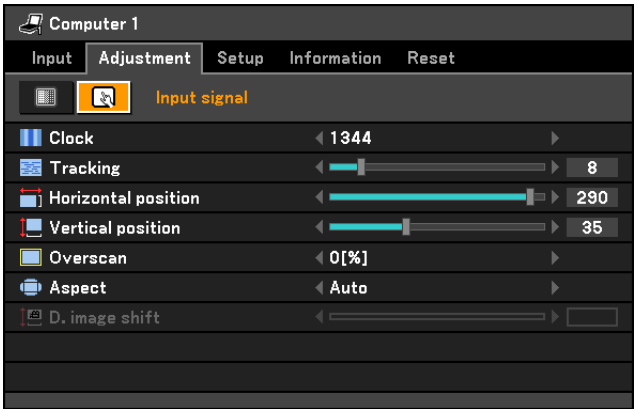 Computer 1
Input Adjustment Setup Information Reset
Input signal
Clock 1344
Tracking 8
Horizontal position 290
Vertical position 35
Overscan 0[%]
Aspect Auto
D. image shift